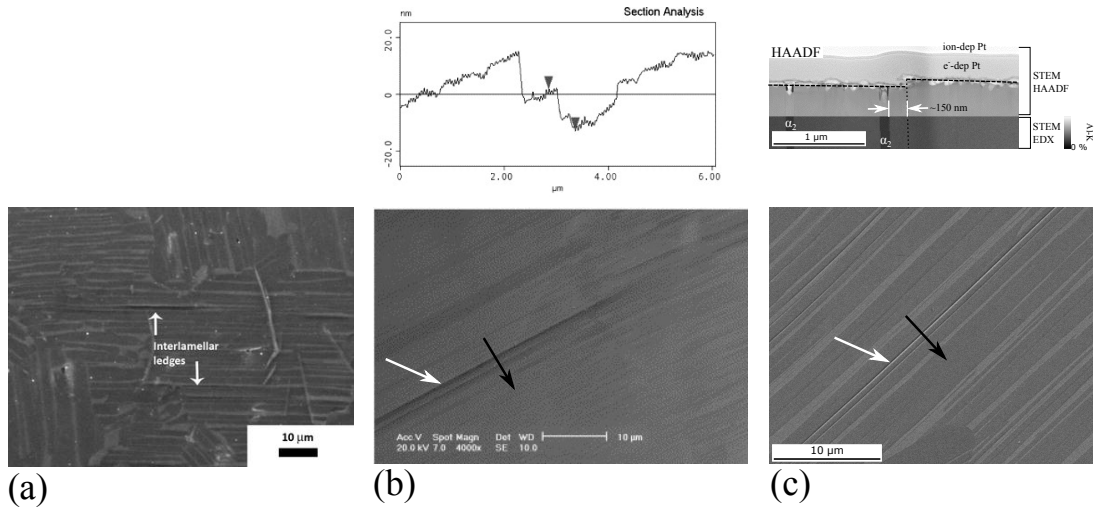 nm
Section Analysis
20.0
0
-20.0
0
2.00
4.00
6.00
µm
HAADF
ion-dep Pt
e⁻-dep Pt
STEM
HAADF
~150 nm
α₂
α₂
1 µm
STEM
EDX
0 %
Interlamellar
ledges
10 µm
Acc.V Spot Magn Det WD
20.0 kV 7.0 4000x SE 10.0
10 µm
10 µm
(a)
(b)
(c)